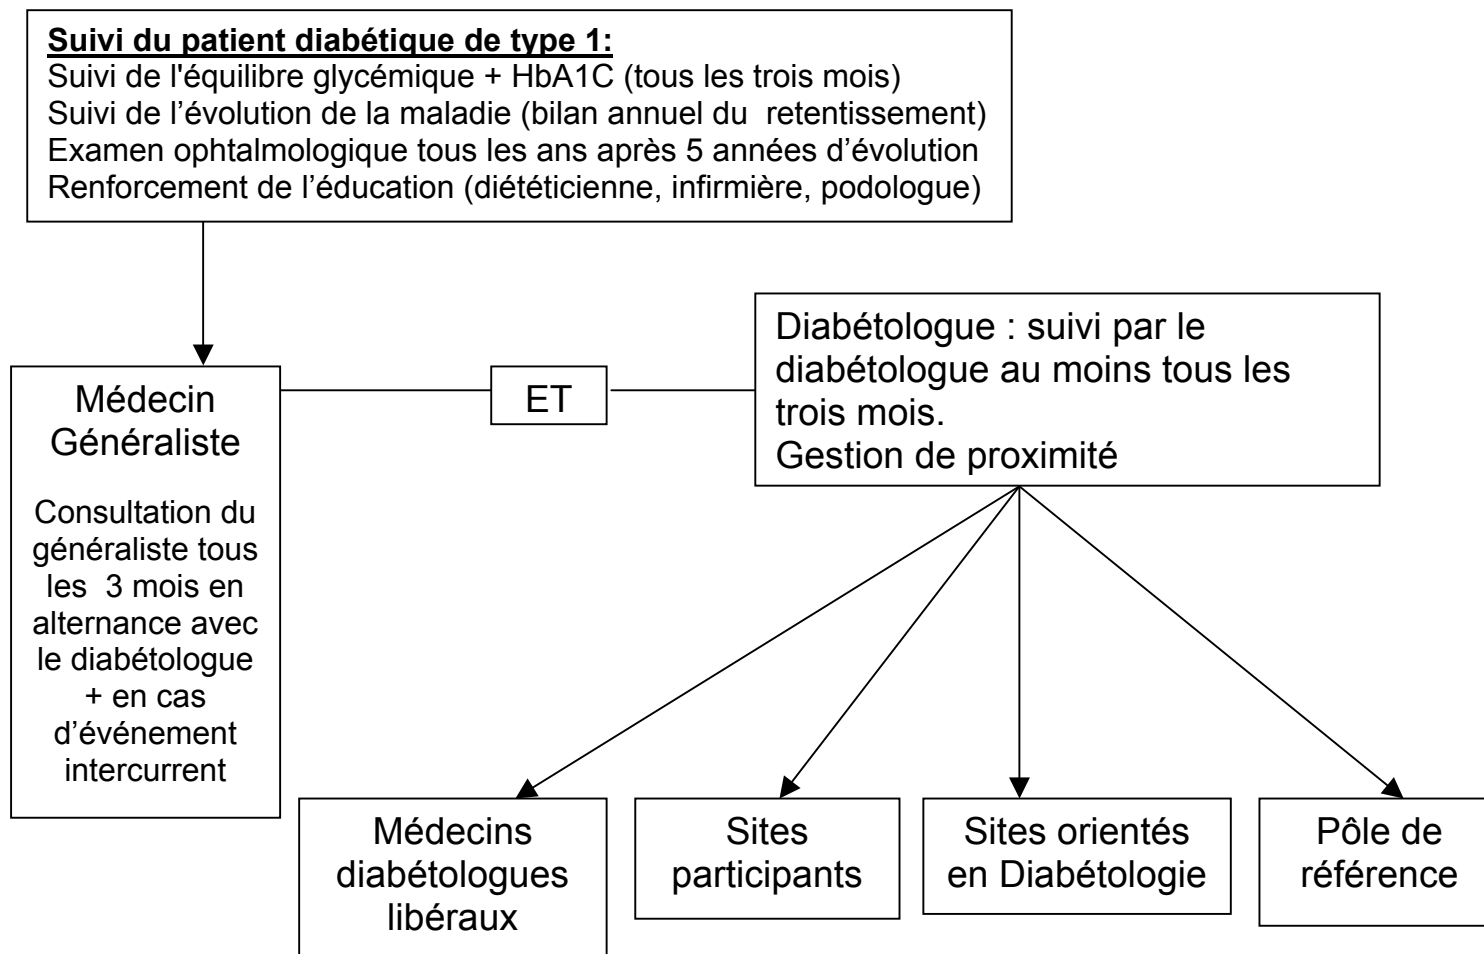 Suivi du patient diabétique de type 1:
Suivi de l'équilibre glycémique + HbA1C (tous les trois mois)
Suivi de l’évolution de la maladie (bilan annuel du  retentissement)
Examen ophtalmologique tous les ans après 5 années d’évolution
Renforcement de l’éducation (diététicienne, infirmière, podologue)
Médecin
Généraliste
Consultation du
généraliste tous
les  3 mois en
alternance avec
le diabétologue
+ en cas
d’événement
intercurrent
ET
Diabétologue : suivi par le
diabétologue au moins tous les
trois mois.
Gestion de proximité
Médecins
diabétologues
libéraux
Sites
participants
Sites orientés
en Diabétologie
Pôle de
référence